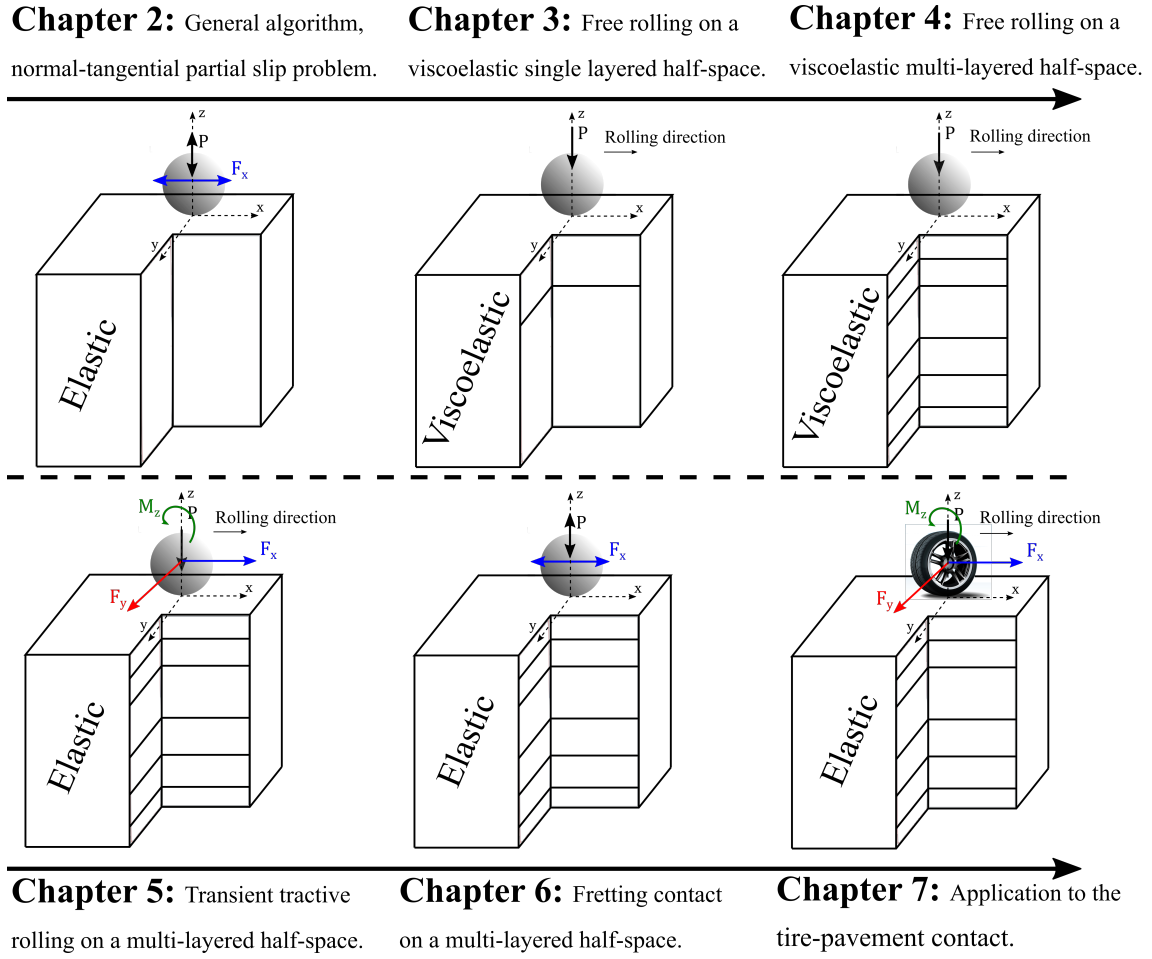 Chapter 2: General algorithm,
normal-tangential partial slip problem.
Chapter 3: Free rolling on a
viscoelastic single layered half-space.
Chapter 4: Free rolling on a
viscoelastic multi-layered half-space.
z
P
Fx
x
y
Elastic
z
P
Rolling direction
x
y
Viscoelastic
z
P
Rolling direction
x
y
Viscoelastic
z
Mz
P
Rolling direction
Fx
Fy
x
y
Elastic
z
P
Fx
x
y
Elastic
z
Mz
P
Rolling direction
Fx
Fy
x
y
Elastic
Chapter 5: Transient tractive
rolling on a multi-layered half-space.
Chapter 6: Fretting contact
on a multi-layered half-space.
Chapter 7: Application to the
tire-pavement contact.